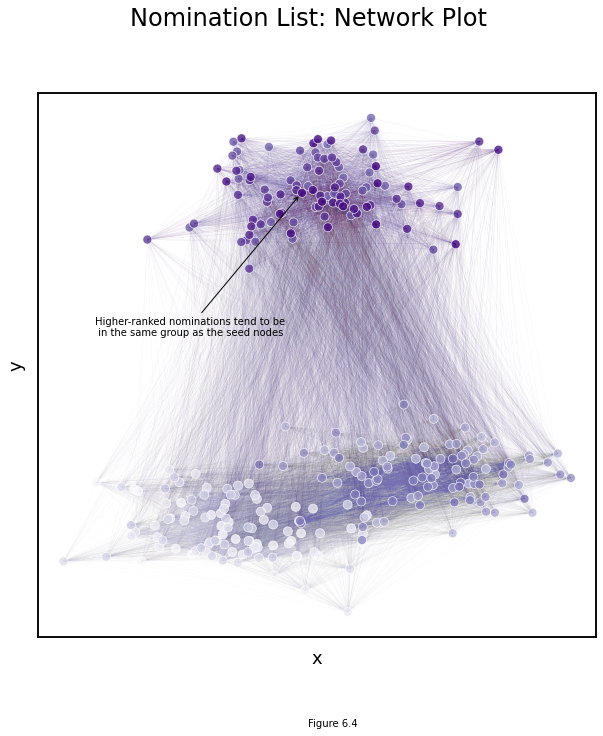 Nomination List: Network Plot
Higher-ranked nominations tend to be
in the same group as the seed nodes
y
x
Figure 6.4